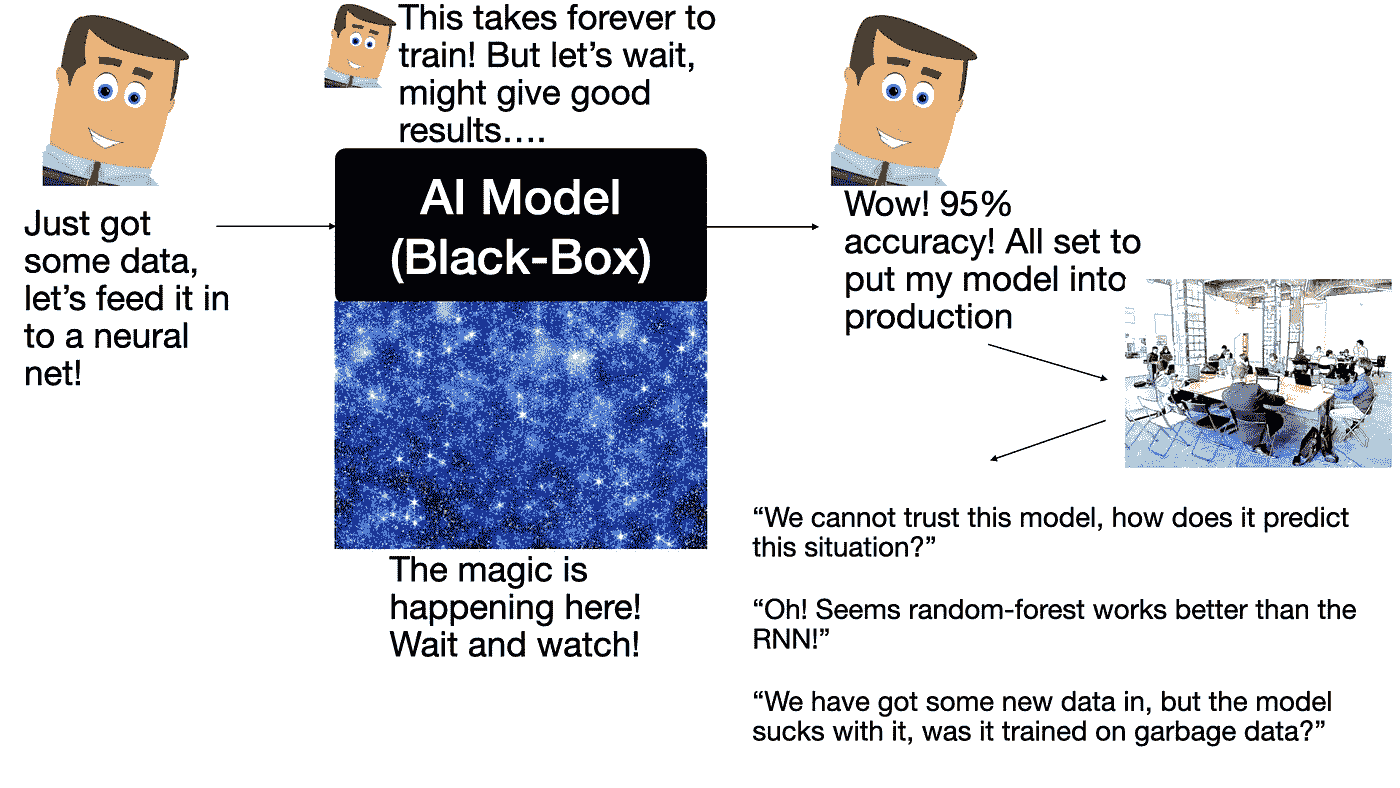 This takes forever to
train! But let’s wait,
might give good
results….
Just got
some data,
let’s feed it in
to a neural
net!
AI Model
(Black-Box)
The magic is
happening here!
Wait and watch!
Wow! 95%
accuracy! All set to
put my model into
production
“We cannot trust this model, how does it predict
this situation?”
“Oh! Seems random-forest works better than the
RNN!”
“We have got some new data in, but the model
sucks with it, was it trained on garbage data?”